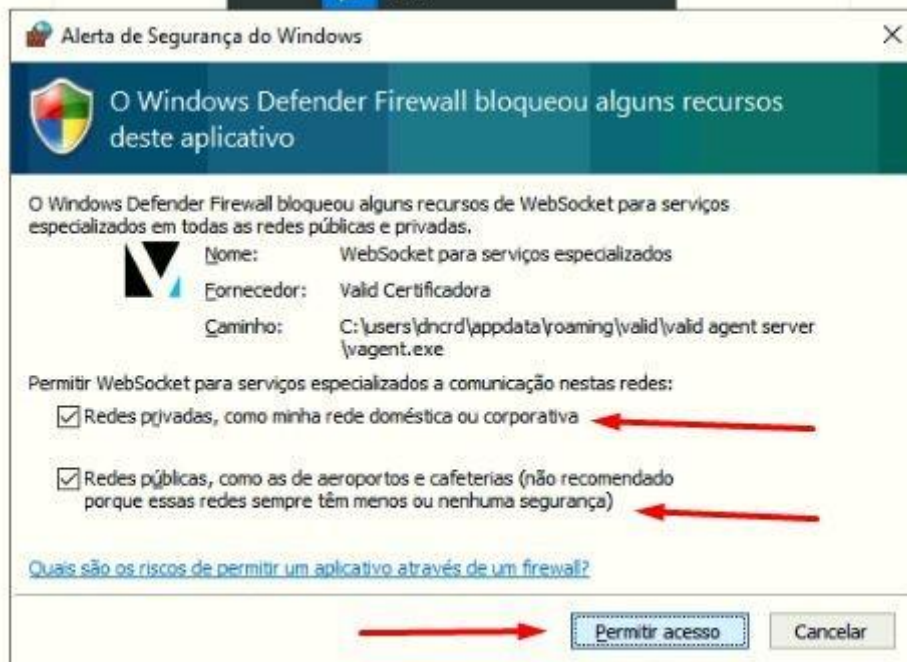 Alerta de Segurança do Windows
O Windows Defender Firewall bloqueou alguns recursos
deste aplicativo
O Windows Defender Firewall bloqueou alguns recursos de WebSocket para serviços
especializados em todas as redes públicas e privadas.
Nome: WebSocket para serviços especializados
Fornecedor: Valid Certificadora
Caminho: C:\users\dncrd\appdata\roaming\valid\valid agent server
\vagent.exe
Permitir WebSocket para serviços especializados a comunicação nestas redes:
Redes privadas, como minha rede doméstica ou corporativa
Redes públicas, como as de aeroportos e cafeterias (não recomendado
porque essas redes sempre têm menos ou nenhuma segurança)
Quais são os riscos de permitir um aplicativo através de um firewall?
Permitir acesso Cancelar